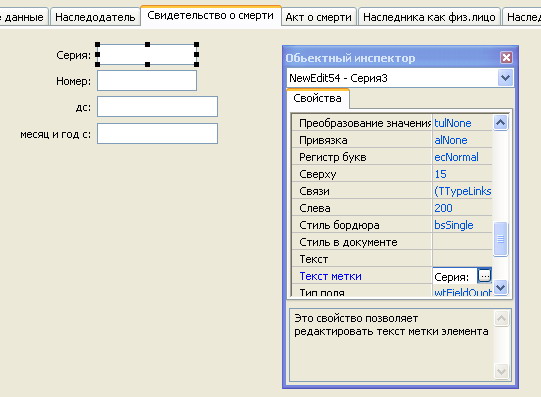 е данные
Наследодатель
Свидетельство о смерти
Акт о смерти
Наследника как физ.лицо
Наслед
Серия:
Номер:
дс:
месяц и год с:
Обьектный инспектор
NewEdit54 - Серия3
Свойства
Преобразование значения tulNone
Привязка alNone
Регистр букв ecNormal
Сверху 15
Связи (TTypeLinks
Слева 200
Стиль бордюра bsSingle
Стиль в документе
Текст
Текст метки Серия: ...
Тип поля wtFieldQuot
Это свойство позволяет
редактировать текст метки элемента